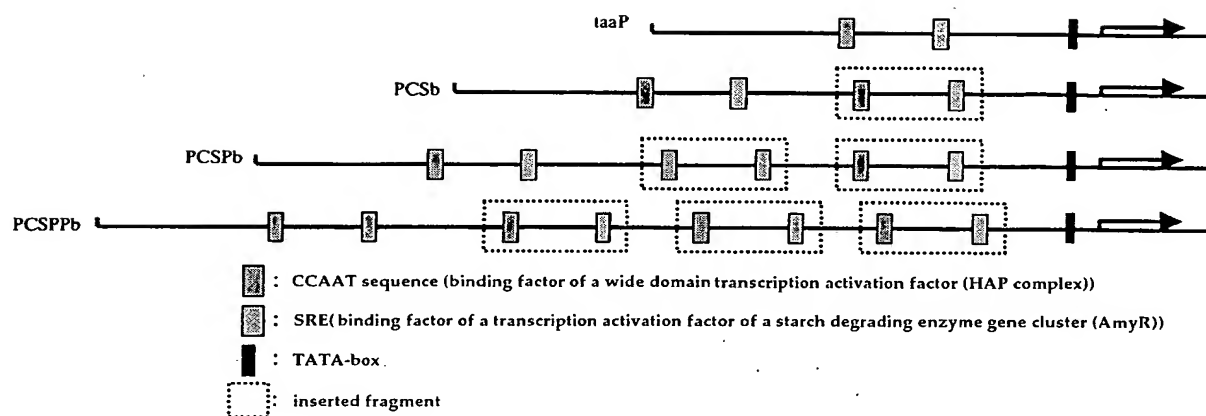 taaP
PCSb
PCSPb
PCSPPb
: CCAAT sequence (binding factor of a wide domain transcription activation factor (HAP complex))
: SRE( binding factor of a transcription activation factor of a starch degrading enzyme gene cluster (AmyR))
: TATA-box
: inserted fragment